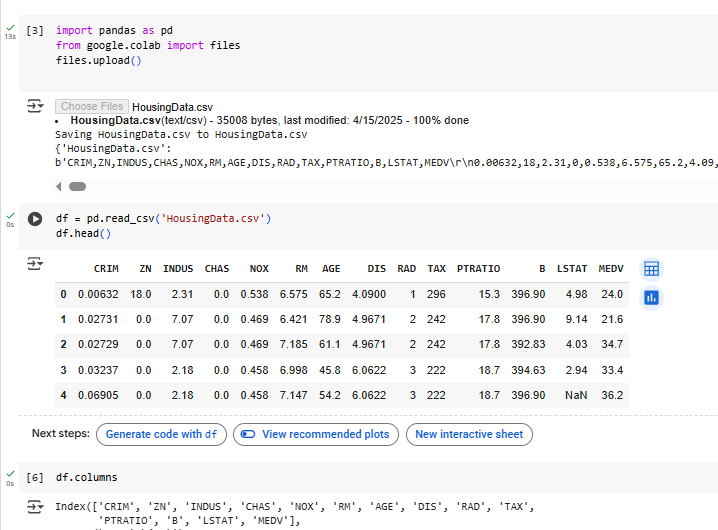 [3] import pandas as pd
from google.colab import files
files.upload()
13s
Choose Files HousingData.csv
• HousingData.csv(text/csv) - 35008 bytes, last modified: 4/15/2025 - 100% done
Saving HousingData.csv to HousingData.csv
{'HousingData.csv':
b'CRIM,ZN,INDUS,CHAS,NOX,RM,AGE,DIS,RAD,TAX,PTRATIO,B,LSTAT,MEDV\r\n0.00632,18,2.31,0,0.538,6.575,65.2,4.09,
0s
df = pd.read_csv('HousingData.csv')
df.head()
CRIM ZN INDUS CHAS NOX RM AGE DIS RAD TAX PTRATIO B LSTAT MEDV
0 0.00632 18.0 2.31 0.0 0.538 6.575 65.2 4.0900 1 296 15.3 396.90 4.98 24.0
1 0.02731 0.0 7.07 0.0 0.469 6.421 78.9 4.9671 2 242 17.8 396.90 9.14 21.6
2 0.02729 0.0 7.07 0.0 0.469 7.185 61.1 4.9671 2 242 17.8 392.83 4.03 34.7
3 0.03237 0.0 2.18 0.0 0.458 6.998 45.8 6.0622 3 222 18.7 394.63 2.94 33.4
4 0.06905 0.0 2.18 0.0 0.458 7.147 54.2 6.0622 3 222 18.7 396.90 NaN 36.2
Next steps: Generate code with df View recommended plots New interactive sheet
[6] df.columns
0s
Index(['CRIM', 'ZN', 'INDUS', 'CHAS', 'NOX', 'RM', 'AGE', 'DIS', 'RAD', 'TAX',
'PTRATIO', 'B', 'LSTAT', 'MEDV'],